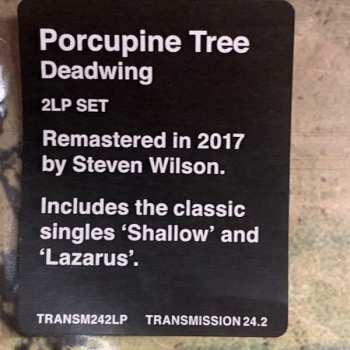 Porcupine Tree
Deadwing
2LP SET
Remastered in 2017
by Steven Wilson.
Includes the classic
singles ‘Shallow’ and
‘Lazarus’.
TRANSM242LP TRANSMISSION 24.2